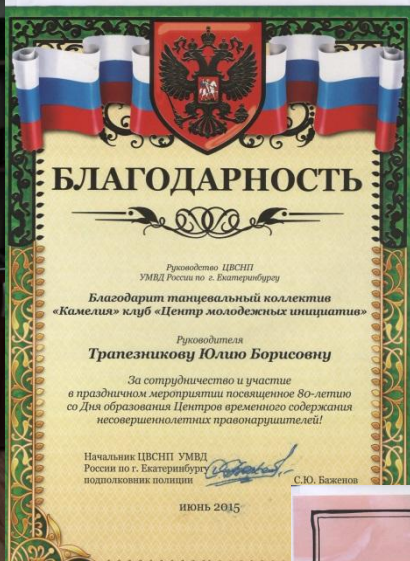 БЛАГОДАРНОСТЬ
Руководство ЦВСНП
УМВД России по г. Екатеринбургу
Благодарит танцевальный коллектив
«Камелия» клуб «Центр молодежных инициатив»
Руководителя
Трапезникову Юлию Борисовну
За сотрудничество и участие
в праздничном мероприятии посвященное 80-летию
со Дня образования Центров временного содержания
несовершеннолетних правонарушителей!
Начальник ЦВСНП УМВД
России по г. Екатеринбургу
подполковник полиции С.Ю. Баженов
июнь 2015